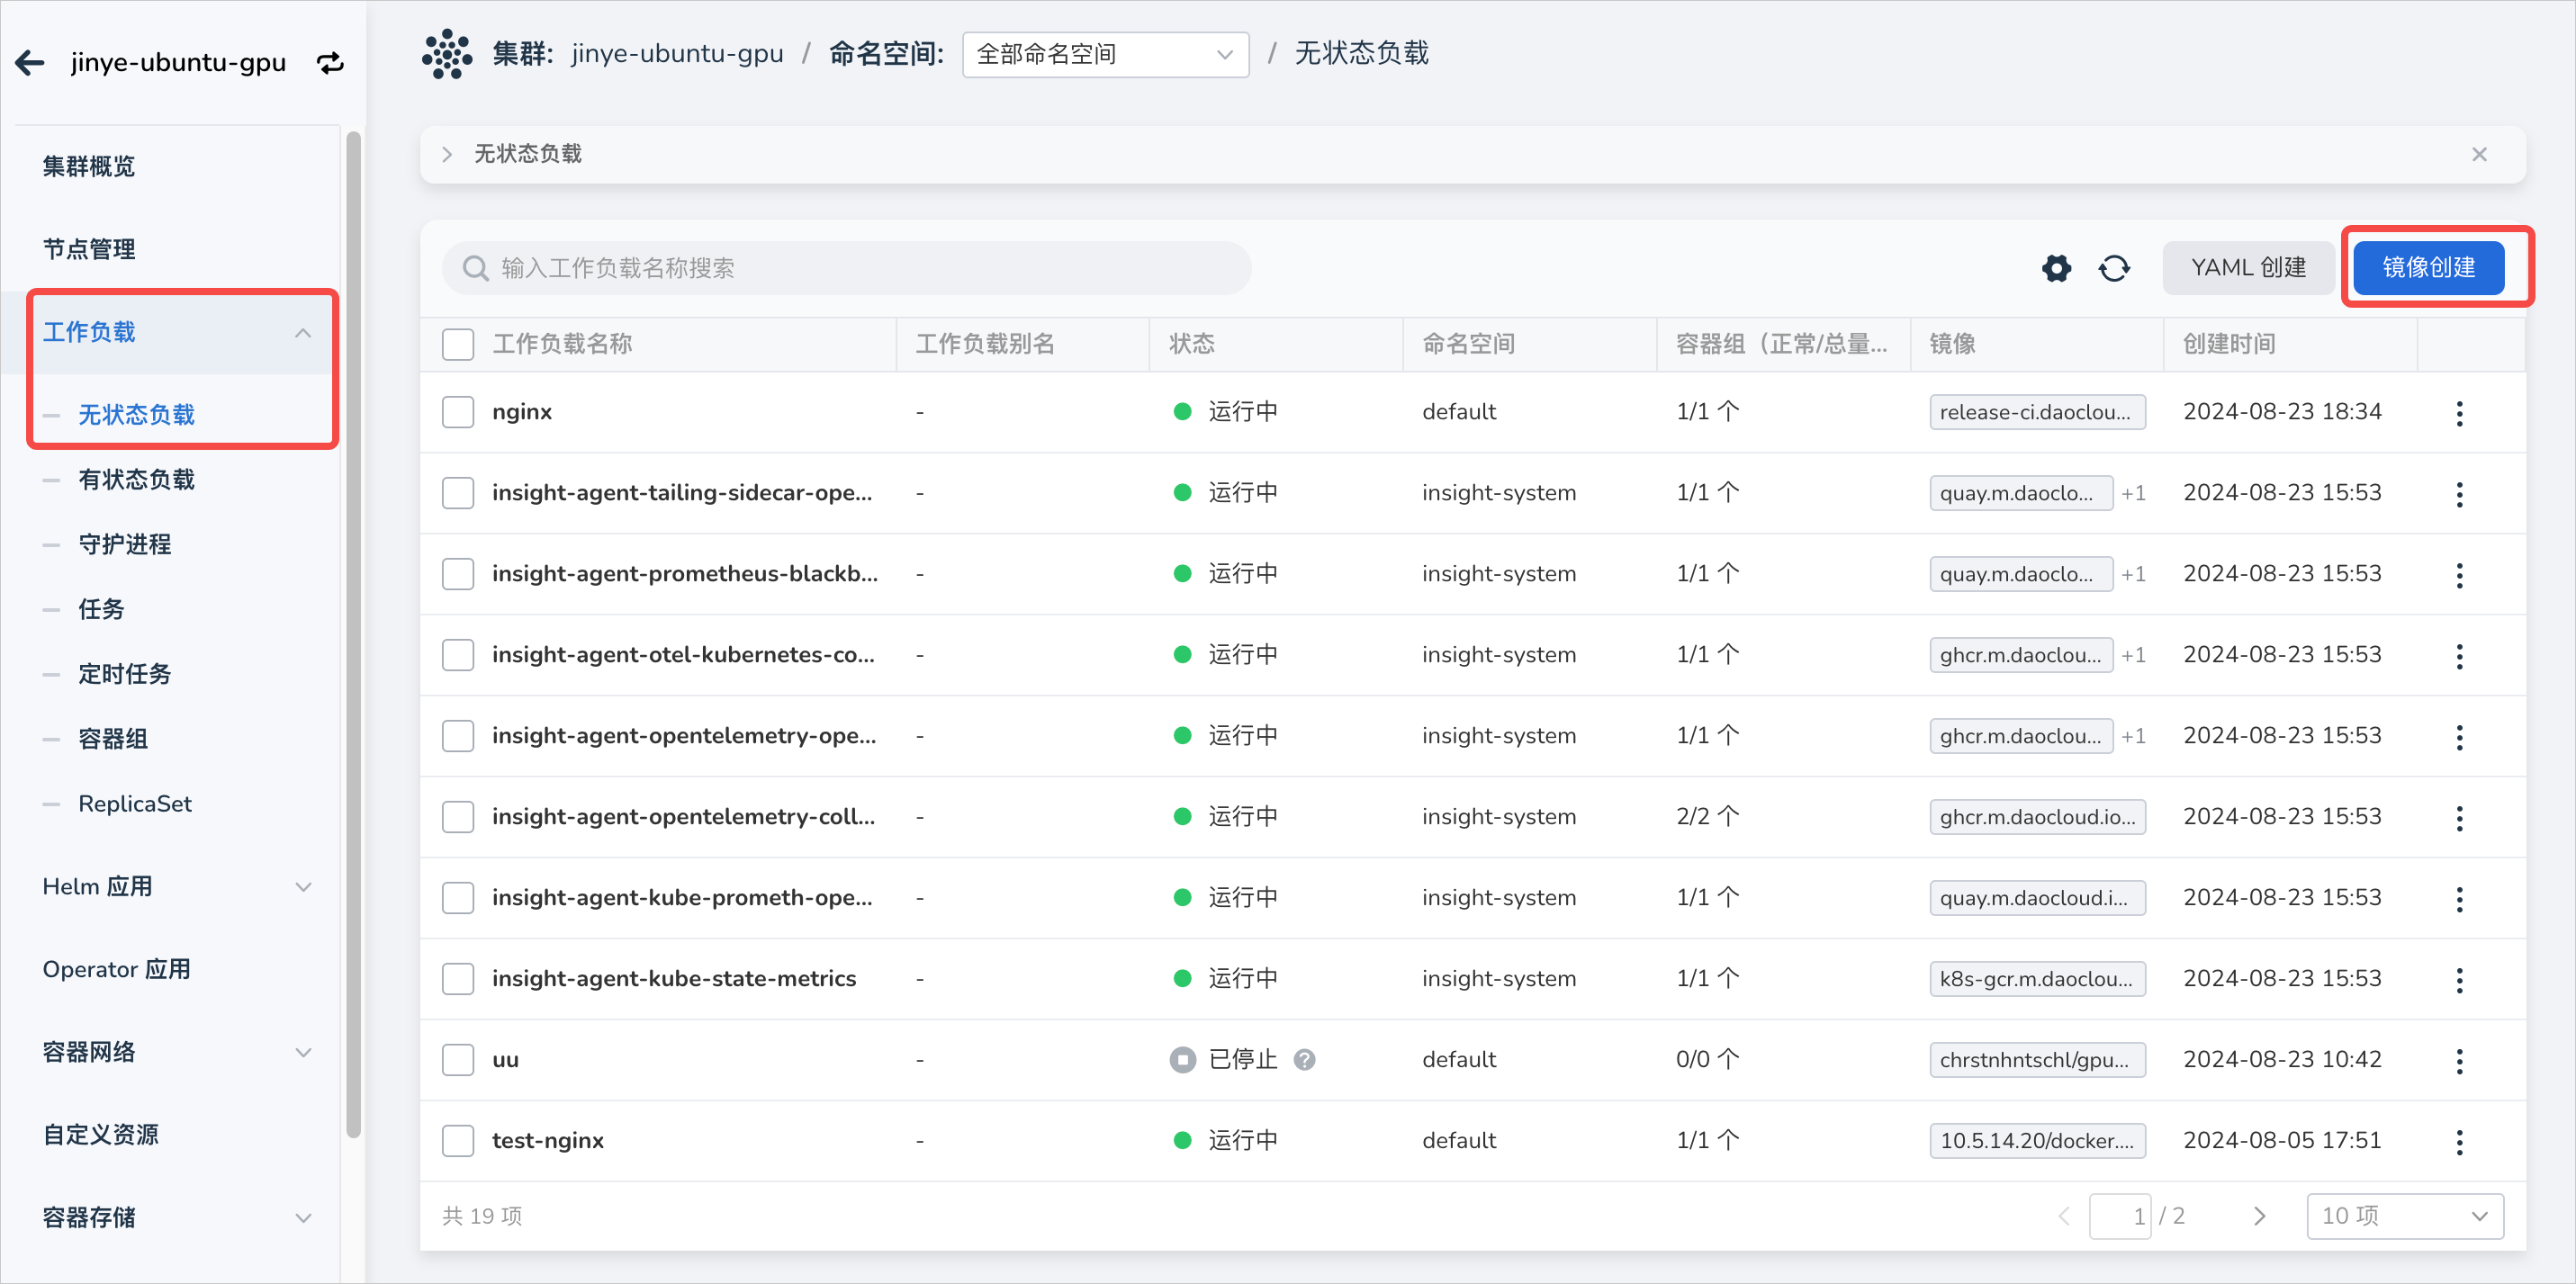 jinye-ubuntu-gpu
集群: jinye-ubuntu-gpu / 命名空间: 全部命名空间 / 无状态负载
集群概览
节点管理
工作负载
无状态负载
有状态负载
守护进程
任务
定时任务
容器组
ReplicaSet
Helm 应用
Operator 应用
容器网络
自定义资源
容器存储
无状态负载
输入工作负载名称搜索
YAML 创建
镜像创建
工作负载名称 工作负载别名 状态 命名空间 容器组（正常/总量... 镜像 创建时间
nginx - 运行中 default 1/1 个 release-ci.daoclou... 2024-08-23 18:34
insight-agent-tailing-sidecar-ope... - 运行中 insight-system 1/1 个 quay.m.daoclo... +1 2024-08-23 15:53
insight-agent-prometheus-blackb... - 运行中 insight-system 1/1 个 quay.m.daoclo... +1 2024-08-23 15:53
insight-agent-otel-kubernetes-co... - 运行中 insight-system 1/1 个 ghcr.m.daoclou... +1 2024-08-23 15:53
insight-agent-opentelemetry-ope... - 运行中 insight-system 1/1 个 ghcr.m.daoclou... +1 2024-08-23 15:53
insight-agent-opentelemetry-coll... - 运行中 insight-system 2/2 个 ghcr.m.daocloud.io... 2024-08-23 15:53
insight-agent-kube-prometh-ope... - 运行中 insight-system 1/1 个 quay.m.daocloud.i... 2024-08-23 15:53
insight-agent-kube-state-metrics - 运行中 insight-system 1/1 个 k8s-gcr.m.daoclou... 2024-08-23 15:53
uu - 已停止 default 0/0 个 chrstnhntschl/gpu... 2024-08-23 10:42
test-nginx - 运行中 default 1/1 个 10.5.14.20/docker.... 2024-08-05 17:51
共 19 项
1 / 2
10 项